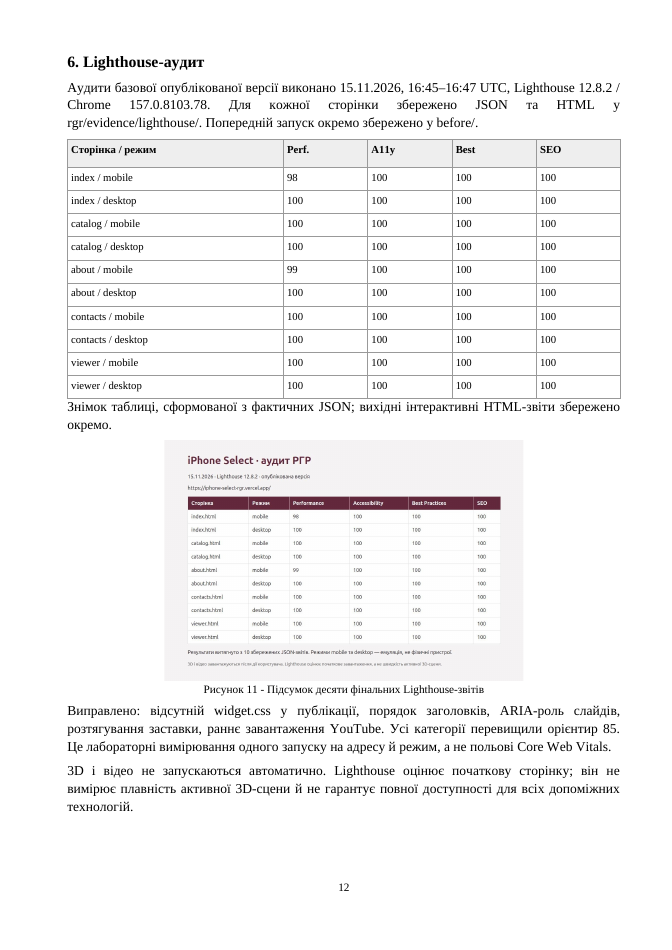 6. Lighthouse-аудит
Аудити базової опублікованої версії виконано 15.11.2026, 16:45–16:47 UTC, Lighthouse 12.8.2 /
Chrome 157.0.8103.78. Для кожної сторінки збережено JSON та HTML у
rgr/evidence/lighthouse/. Попередній запуск окремо збережено у before/.
Сторінка / режим Perf. A11y Best SEO
index / mobile 98 100 100 100
index / desktop 100 100 100 100
catalog / mobile 100 100 100 100
catalog / desktop 100 100 100 100
about / mobile 99 100 100 100
about / desktop 100 100 100 100
contacts / mobile 100 100 100 100
contacts / desktop 100 100 100 100
viewer / mobile 100 100 100 100
viewer / desktop 100 100 100 100
Знімок таблиці, сформованої з фактичних JSON; вихідні інтерактивні HTML-звіти збережено
окремо.
iPhone Select · аудит РГР
15.11.2026 · Lighthouse 12.8.2 · опублікована версія
https://iphone-select-rgr.vercel.app/
Сторінка Режим Performance Accessibility Best Practices SEO
index.html mobile 98 100 100 100
index.html desktop 100 100 100 100
catalog.html mobile 100 100 100 100
catalog.html desktop 100 100 100 100
about.html mobile 99 100 100 100
about.html desktop 100 100 100 100
contacts.html mobile 100 100 100 100
contacts.html desktop 100 100 100 100
viewer.html mobile 100 100 100 100
viewer.html desktop 100 100 100 100
Результати витягнуто з 10 збережених JSON-звітів. Режими mobile та desktop — емуляція, не фізичні пристрої.
3D і відео завантажуються після дії користувача; Lighthouse оцінює початкове завантаження, а не швидкість активної 3D-сцени.
Рисунок 11 - Підсумок десяти фінальних Lighthouse-звітів
Виправлено: відсутній widget.css у публікації, порядок заголовків, ARIA-роль слайдів,
розтягування заставки, раннє завантаження YouTube. Усі категорії перевищили орієнтир 85.
Це лабораторні вимірювання одного запуску на адресу й режим, а не польові Core Web Vitals.
3D і відео не запускаються автоматично. Lighthouse оцінює початкову сторінку; він не
вимірює плавність активної 3D-сцени й не гарантує повної доступності для всіх допоміжних
технологій.
12